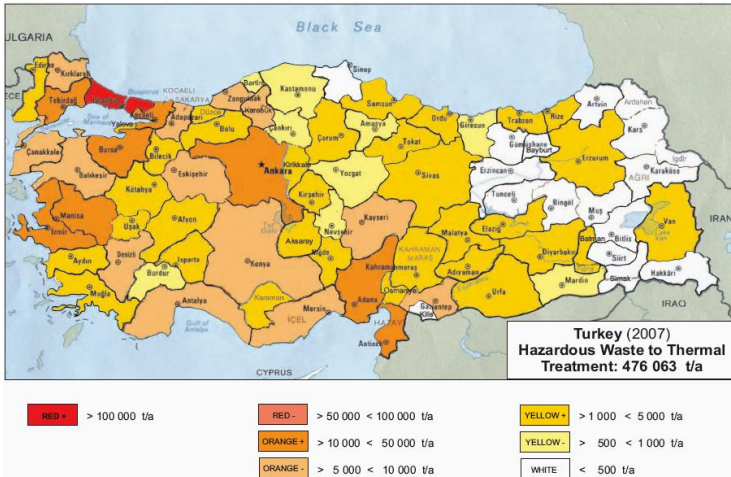 Black Sea
ULGARIA
Edirne
Kırklareli
Tekirdağ
Bosporus
KOCAELİ
SAKARYA
Sea of
Marmara
Yalova
Kocaeli
Adapazarı
Düzce
Bolu
Zonguldak
Bartın
Karabük
Kastamonu
Sinop
Çankırı
Samsun
Amasya
Çorum
Ordu
Giresun
Trabzon
Rize
Artvin
Ardahan
Kars
Gümüşhane
Bayburt
Tokat
Çanakkale
Balıkesir
Bursa
Bilecik
Eskişehir
Ankara
Kırıkkale
Yozgat
Sivas
Erzincan
Erzurum
Igdir
AĞRI
Karaköse
Kütahya
Kırşehir
Tunceli
Bingöl
Muş
Van
Lake
Van
IRAN
Manisa
İzmir
Uşak
Afyon
Aksaray
Nevşehir
Kayseri
Malatya
Elazığ
Bitlis
Batman
Siirt
Diyarbakır
Aydın
Denizli
Isparta
Burdur
Konya
Niğde
KAHRAMAN
MARAŞ
Kahramanmaraş
Adıyaman
Urfa
Mardin
Şırnak
Hakkâri
Muğla
Antalya
Karaman
Mersin
İÇEL
Adana
Osmaniye
Gaziantep
Kilis
HATAY
Antioch
Gulf of
Antalya
CYPRUS
IRAQ
Turkey (2007)
Hazardous Waste to Thermal
Treatment: 476 063 t/a
RED + > 100 000 t/a
RED - > 50 000 < 100 000 t/a
YELLOW + > 1 000 < 5 000 t/a
ORANGE + > 10 000 < 50 000 t/a
YELLOW - > 500 < 1 000 t/a
ORANGE - > 5 000 < 10 000 t/a
WHITE < 500 t/a